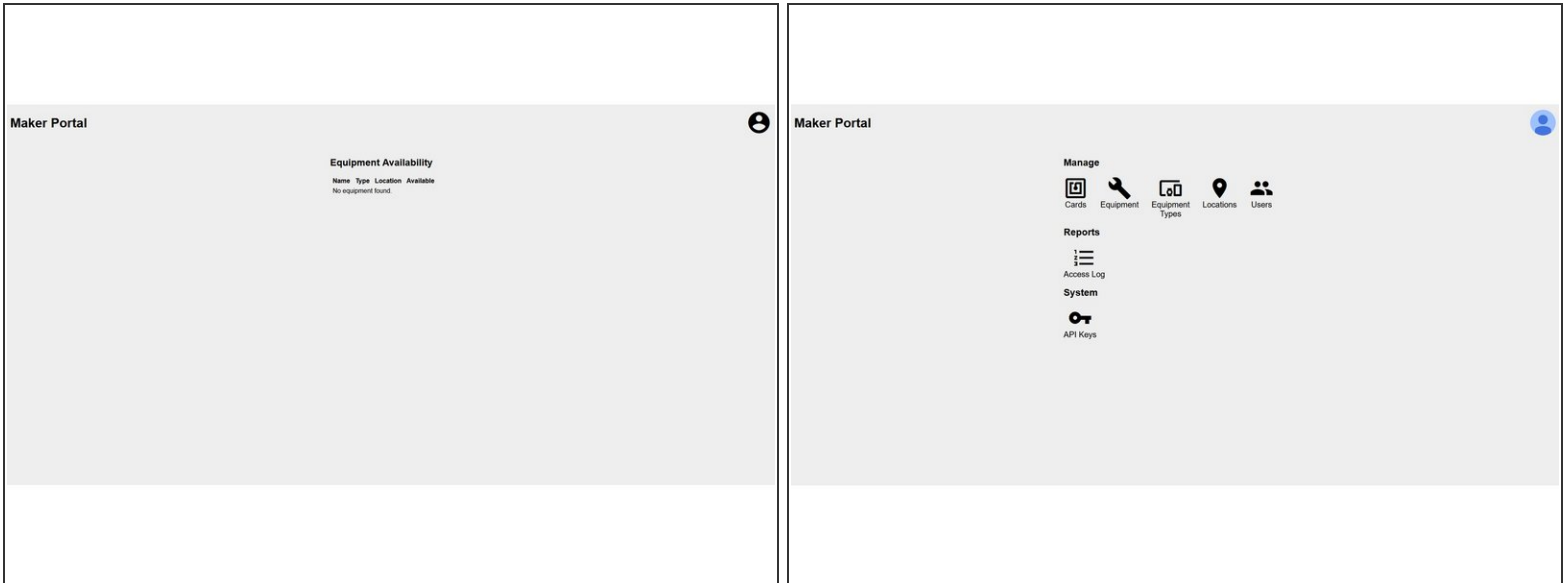 Maker Portal
Equipment Availability
Name Type Location Available
No equipment found.
Maker Portal
Manage
Cards Equipment Equipment Types Locations Users
Reports
Access Log
System
API Keys